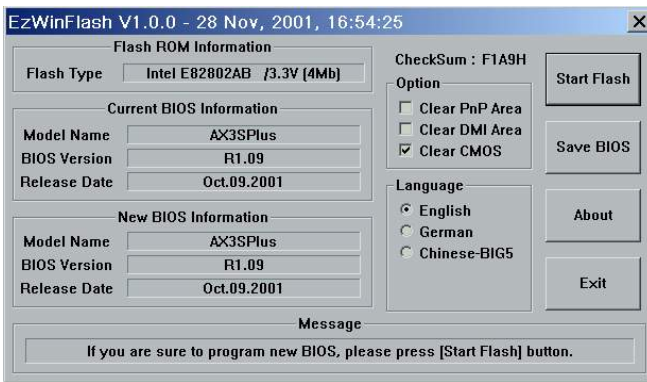 EzWinFlash V1.0.0 - 28 Nov, 2001, 16:54:25
Flash ROM Information
Flash Type Intel E82802AB /3.3V (4Mb)
Current BIOS Information
Model Name AX3SPlus
BIOS Version R1.09
Release Date Oct.09.2001
New BIOS Information
Model Name AX3SPlus
BIOS Version R1.09
Release Date Oct.09.2001
CheckSum : F1A9H
Option
Clear PnP Area
Clear DMI Area
Clear CMOS
Language
English
German
Chinese-BIG5
Start Flash
Save BIOS
About
Exit
Message
If you are sure to program new BIOS, please press [Start Flash] button.